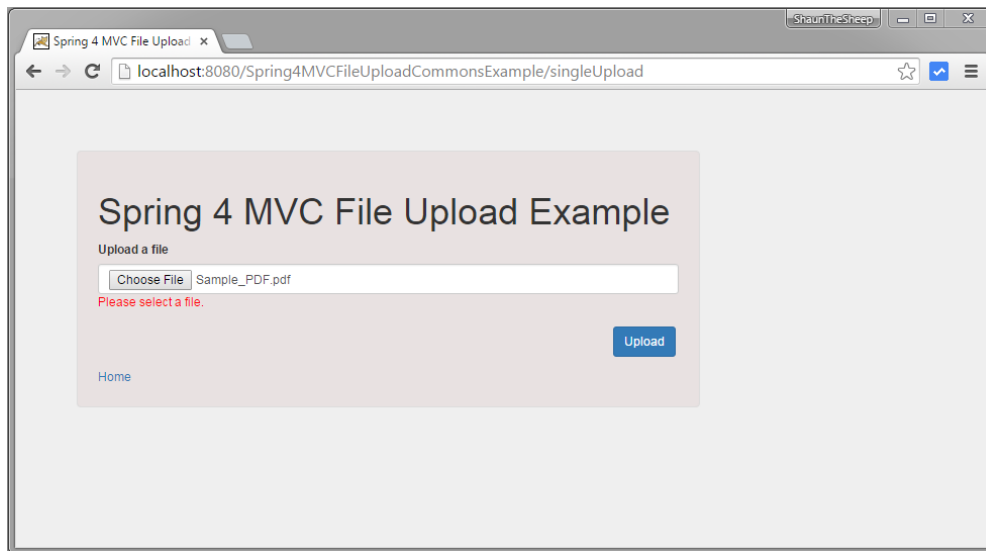 ShaunTheSheep
Spring 4 MVC File Upload
localhost:8080/Spring4MVCFileUploadCommonsExample/singleUpload
Spring 4 MVC File Upload Example
Upload a file
Choose File Sample_PDF.pdf
Please select a file.
Upload
Home